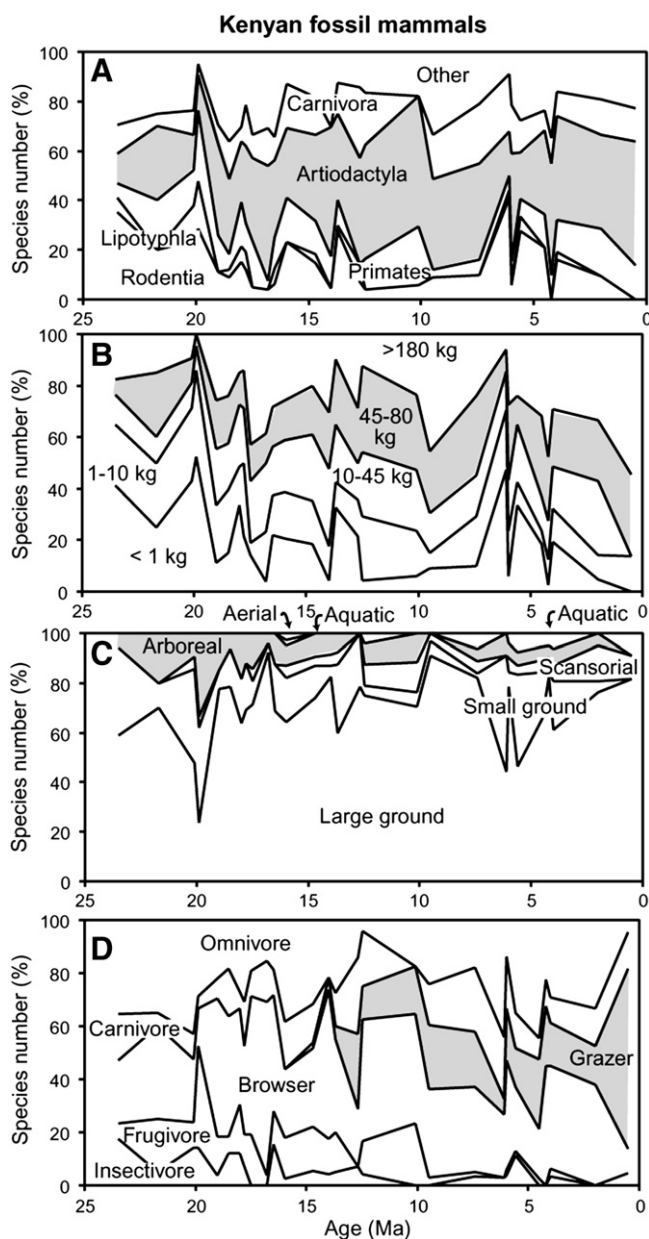 Kenyan fossil mammals
A
Species number (%)
100
80
60
40
20
0
Other
Carnivora
Artiodactyla
Lipotyphla
Rodentia
Primates
25
20
15
10
5
0
B
Species number (%)
100
80
60
40
20
0
>180 kg
45-80
kg
10-45 kg
1-10 kg
< 1 kg
25
20
15
10
5
0
Aerial
Aquatic
Aquatic
C
Species number (%)
100
80
60
40
20
0
Arboreal
Scansorial
Small ground
Large ground
25
20
15
10
5
0
D
Species number (%)
100
80
60
40
20
0
Omnivore
Carnivore
Browser
Grazer
Frugivore
Insectivore
25
20
15
10
5
0
Age (Ma)